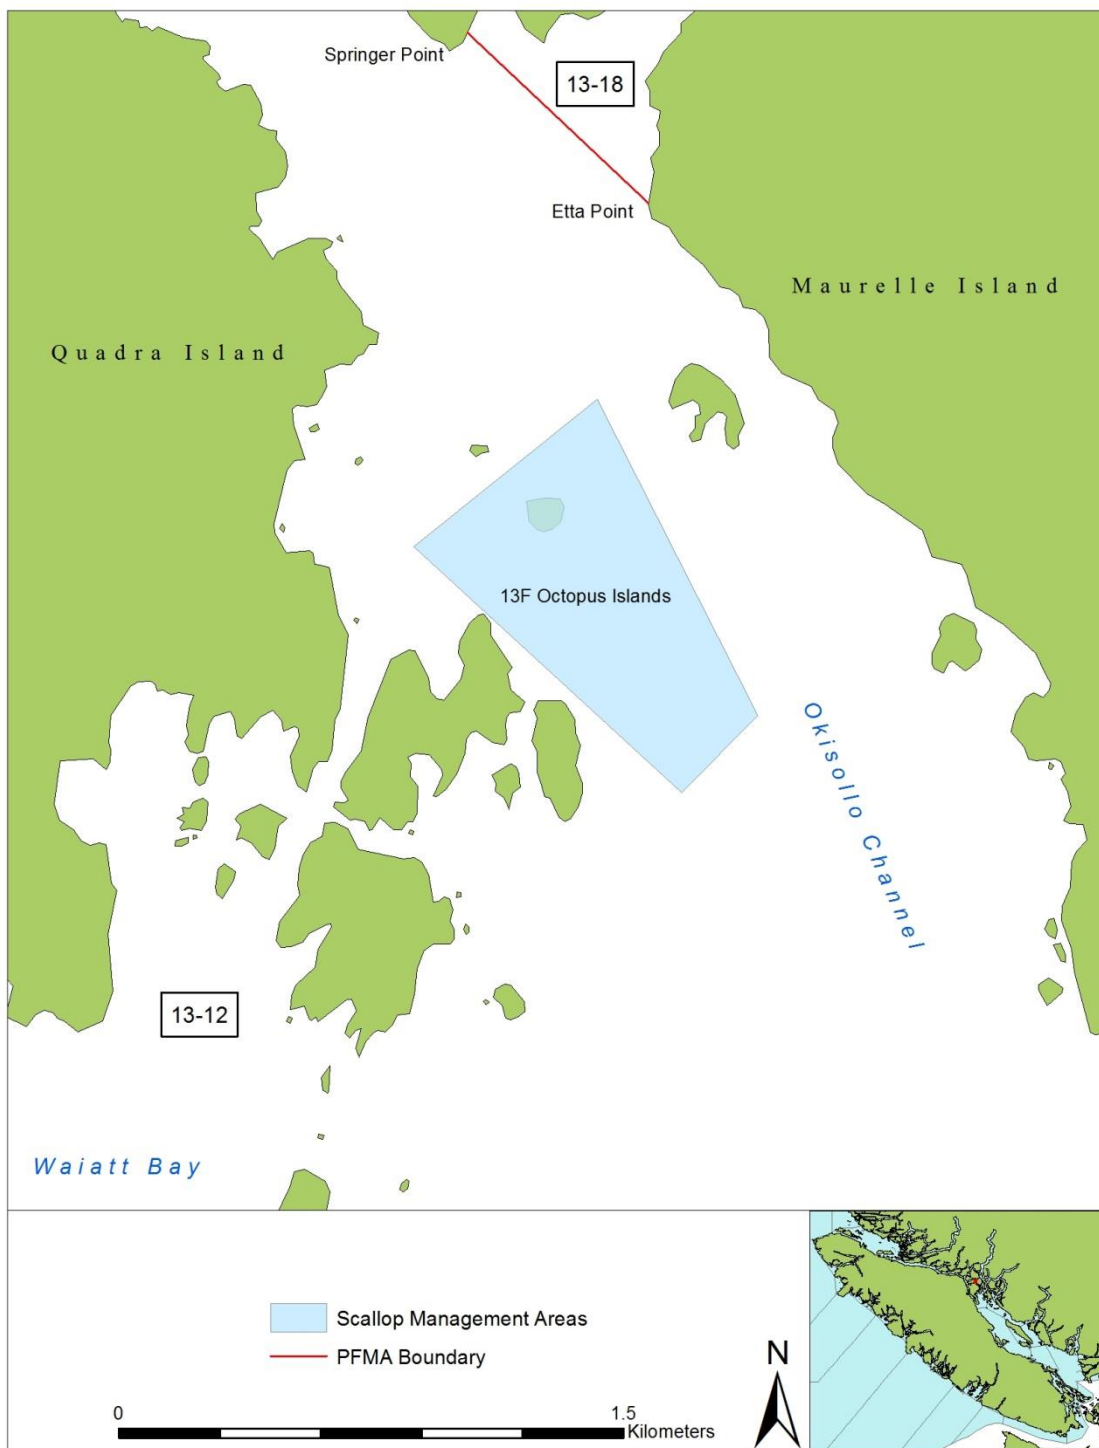 Springer Point
13-18
Etta Point
Maurelle Island
Quadra Island
13F Octopus Islands
Okisollo Channel
13-12
Waiatt Bay
Scallop Management Areas
PFMA Boundary
N
0 1.5
Kilometers